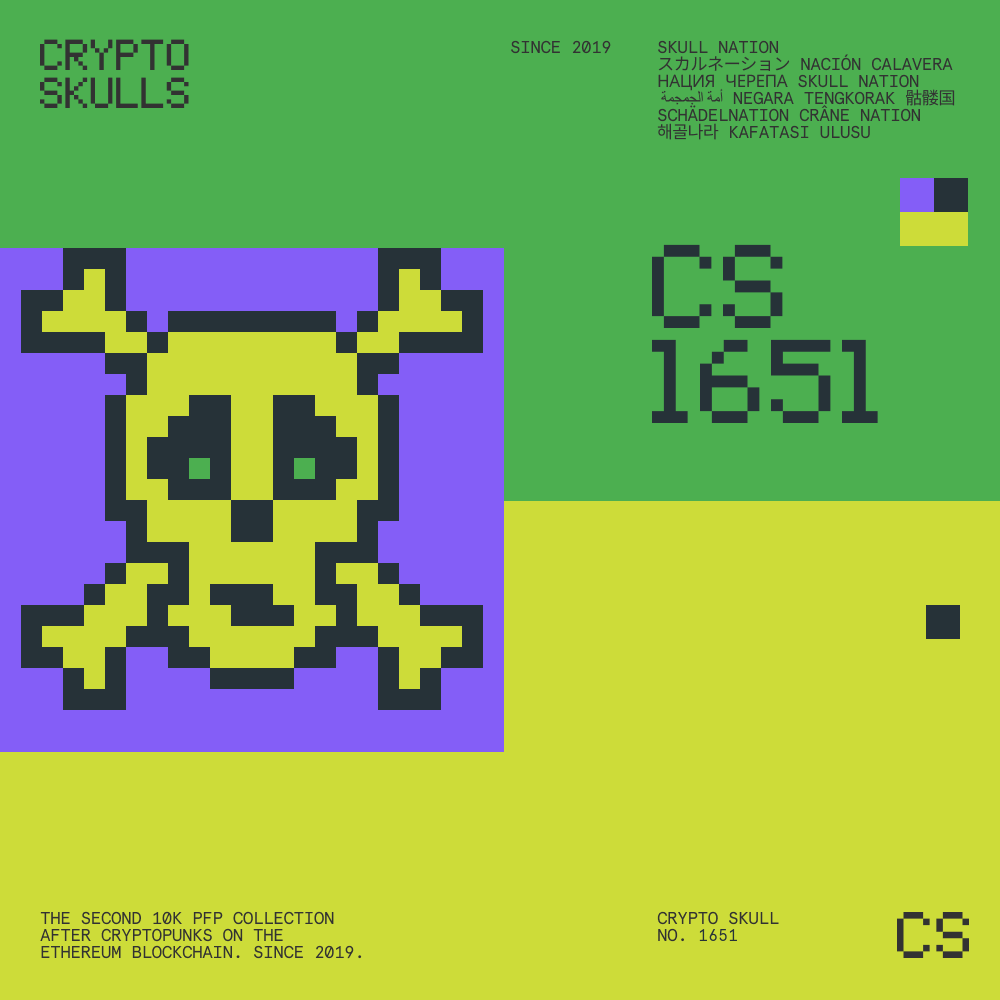 CRYPTO
SKULLS
SINCE 2019
SKULL NATION
スカルネーション NACIÓN CALAVERA
НАЦИЯ ЧЕРЕПА SKULL NATION
أمة الجمجمة NEGARA TENGKORAK 骷髅国
SCHÄDELNATION CRÂNE NATION
해골나라 KAFATASI ULUSU
CS
1651
THE SECOND 10K PFP COLLECTION
AFTER CRYPTOPUNKS ON THE
ETHEREUM BLOCKCHAIN. SINCE 2019.
CRYPTO SKULL
NO. 1651
CS